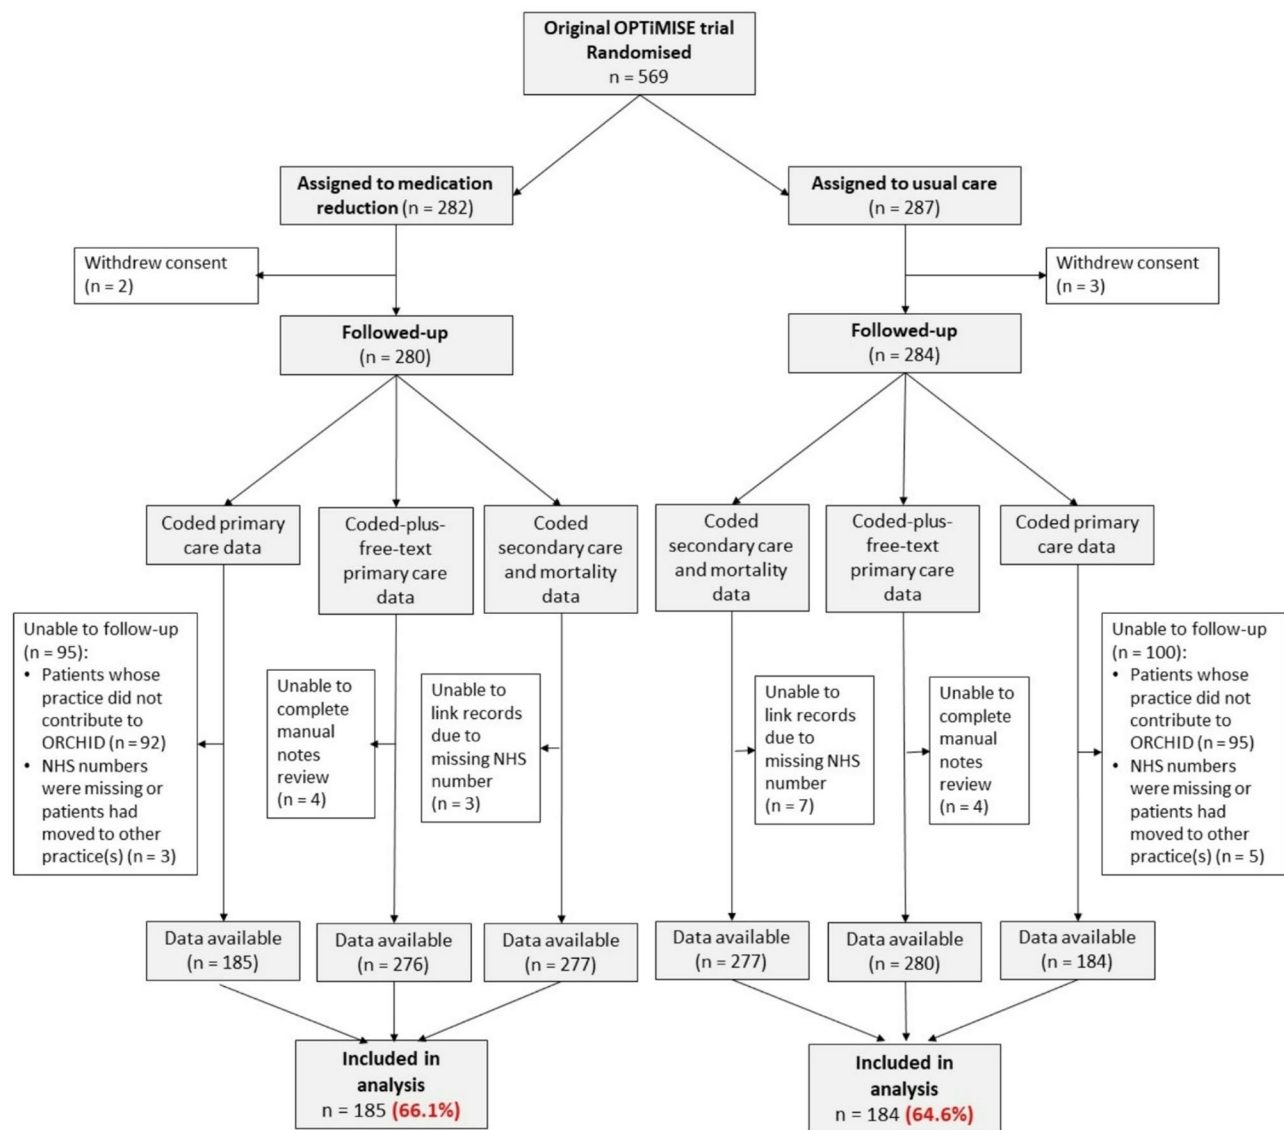 Original OPTiMISE trial
Randomised
n = 569
Assigned to medication
reduction (n = 282)
Assigned to usual care
(n = 287)
Withdrew consent
(n = 2)
Withdrew consent
(n = 3)
Followed-up
(n = 280)
Followed-up
(n = 284)
Coded primary
care data
Coded-plus-
free-text
primary care
data
Coded
secondary care
and mortality data
Coded
secondary care
and mortality data
Coded-plus-
free-text
primary care
data
Coded primary
care data
Unable to follow-up
(n = 95):
• Patients whose
practice did not
contribute to
ORCHID (n = 92)
• NHS numbers
were missing or
patients had
moved to other
practice(s) (n = 3)
Unable to
complete
manual
notes
review
(n = 4)
Unable to
link records
due to
missing NHS
number
(n = 3)
Unable to
link records
due to
missing NHS
number
(n = 7)
Unable to
complete
manual
notes
review
(n = 4)
Unable to follow-up
(n = 100):
• Patients whose
practice did not
contribute to
ORCHID (n = 95)
• NHS numbers
were missing or
patients had
moved to other
practice(s) (n = 5)
Data available
(n = 185)
Data available
(n = 276)
Data available
(n = 277)
Data available
(n = 277)
Data available
(n = 280)
Data available
(n = 184)
Included in
analysis
n = 185 (66.1%)
Included in
analysis
n = 184 (64.6%)